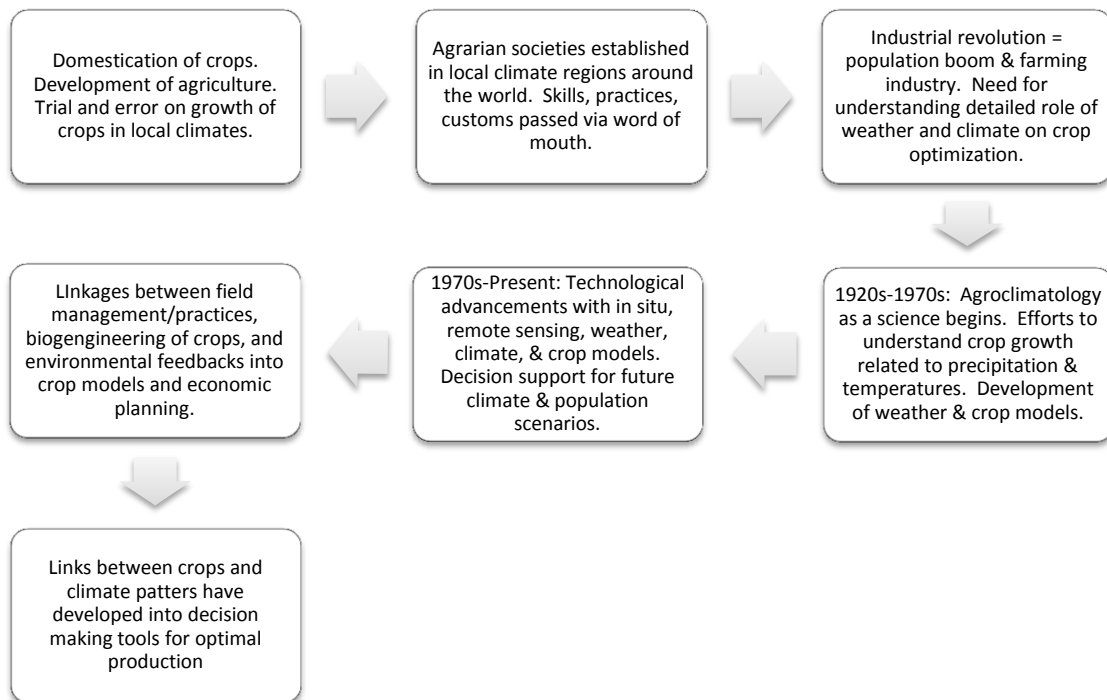 Domestication of crops.
Development of agriculture.
Trial and error on growth of
crops in local climates.
Agrarian societies established
in local climate regions around
the world.  Skills, practices,
customs passed via word of
mouth.
Industrial revolution =
population boom & farming
industry.  Need for
understanding detailed role of
weather and climate on crop
optimization.
1920s-1970s:  Agroclimatology
as a science begins.  Efforts to
understand crop growth
related to precipitation &
temperatures.  Development
of weather & crop models.
1970s-Present: Technological
advancements with in situ,
remote sensing, weather,
climate, & crop models.
Decision support for future
climate & population
scenarios.
LInkages between field
management/practices,
biogengineering of crops, and
environmental feedbacks into
crop models and economic
planning.
Links between crops and
climate patters have
developed into decision
making tools for optimal
production